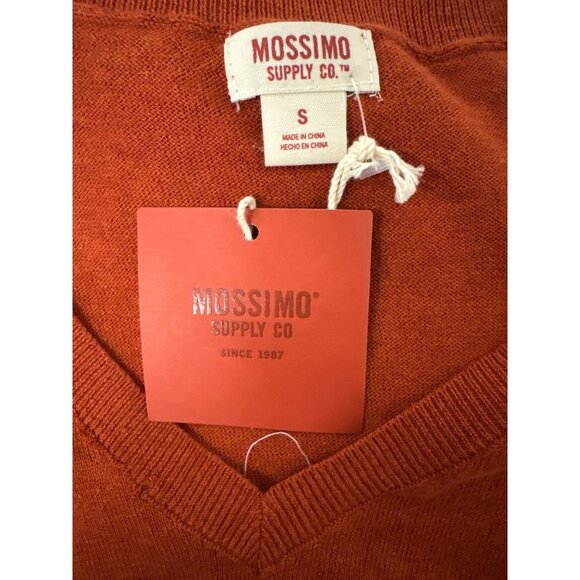 MOSSIMO
SUPPLY CO.™
S
MADE IN CHINA
HECHO EN CHINA
MOSSIMO®
SUPPLY CO
SINCE 1987